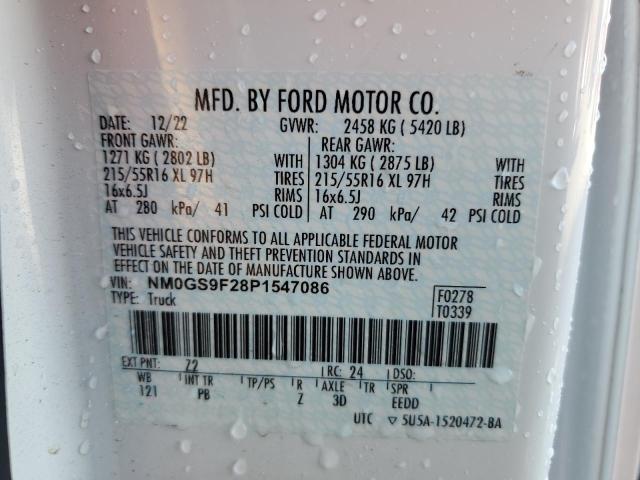 MFD. BY FORD MOTOR CO.
DATE: 12/22 GVWR: 2458 KG ( 5420 LB)
FRONT GAWR: REAR GAWR:
1271 KG ( 2802 LB) WITH 1304 KG ( 2875 LB) WITH
215/55R16 XL 97H TIRES 215/55R16 XL 97H TIRES
16x6.5J RIMS 16x6.5J RIMS
AT 280 kPa/ 41 PSI COLD AT 290 kPa/ 42 PSI COLD
THIS VEHICLE CONFORMS TO ALL APPLICABLE FEDERAL MOTOR
VEHICLE SAFETY AND THEFT PREVENTION STANDARDS IN
EFFECT ON THE DATE OF MANUFACTURE SHOWN ABOVE.
VIN: NM0GS9F28P1547086 F0278
TYPE: Truck T0339
EXT PNT: Z2 RC: 24 DSO:
WB INT TR TP/PS R AXLE TR SPR
121 PB Z 3D EEDD
UTC ▽ 5U5A-1520472-BA